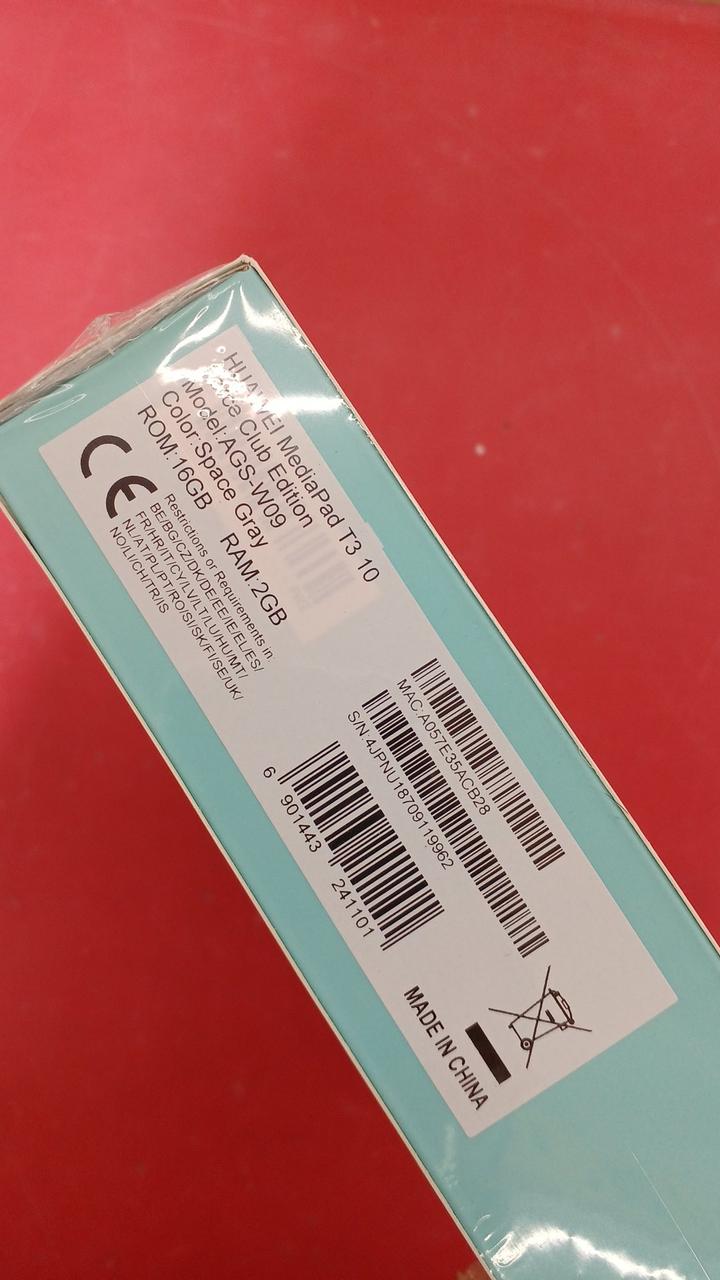 HUAWEI MediaPad T3 10
Club Edition
Model:AGS-W09
Color:Space Gray
ROM:16GB RAM:2GB
CE
Restrictions or Requirements in:
BE/BG/CZ/DK/DE/EE/IE/EL/ES/
FR/HR/IT/CY/LV/LT/LU/HU/MT/
NL/AT/PL/PT/RO/SI/SK/FI/SE/UK/
NO/LI/CH/TR/IS
MAC:A057E35ACB28
S/N:4JPNU18709119962
6 901443 241101
MADE IN CHINA